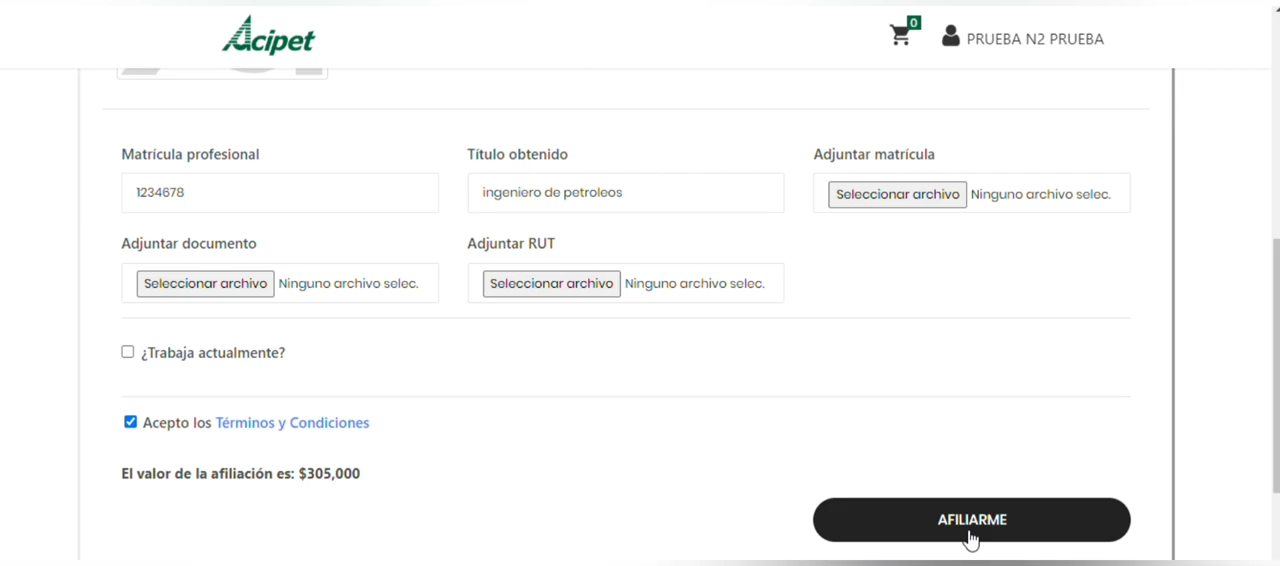 Acipet
0
PRUEBA N2 PRUEBA
Matrícula profesional
Título obtenido
Adjuntar matrícula
1234678
ingeniero de petroleos
Seleccionar archivo Ninguno archivo selec.
Adjuntar documento
Adjuntar RUT
Seleccionar archivo Ninguno archivo selec.
Seleccionar archivo Ninguno archivo selec.
¿Trabaja actualmente?
Acepto los Términos y Condiciones
El valor de la afiliación es: $305,000
AFILIARME